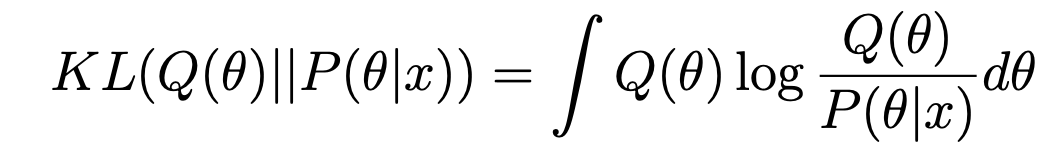 KL(Q(θ)||P(θ|x)) = ∫ Q(θ) log Q(θ)/P(θ|x) dθ